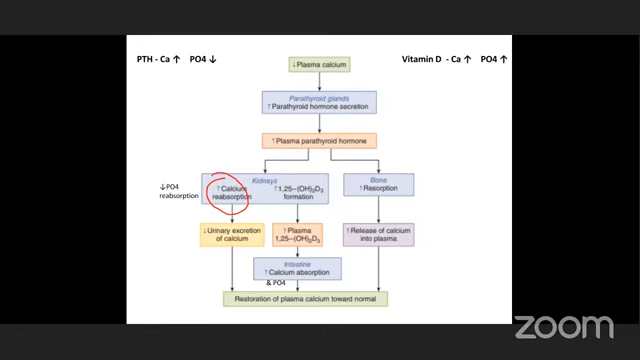 PTH - Ca ↑ PO4 ↓
Vitamin D - Ca ↑ PO4 ↑
↓Plasma calcium
Parathyroid glands
↑Parathyroid hormone secretion
↑Plasma parathyroid hormone
Kidneys
↑Calcium reabsorption
↑1,25–(OH)₂D₃ formation
Bone
↑Resorption
↓PO4
reabsorption
↓Urinary excretion
of calcium
↑Plasma
1,25–(OH)₂D₃
↑Release of calcium
into plasma
Intestine
↑Calcium absorption
& PO4
Restoration of plasma calcium toward normal
zoom